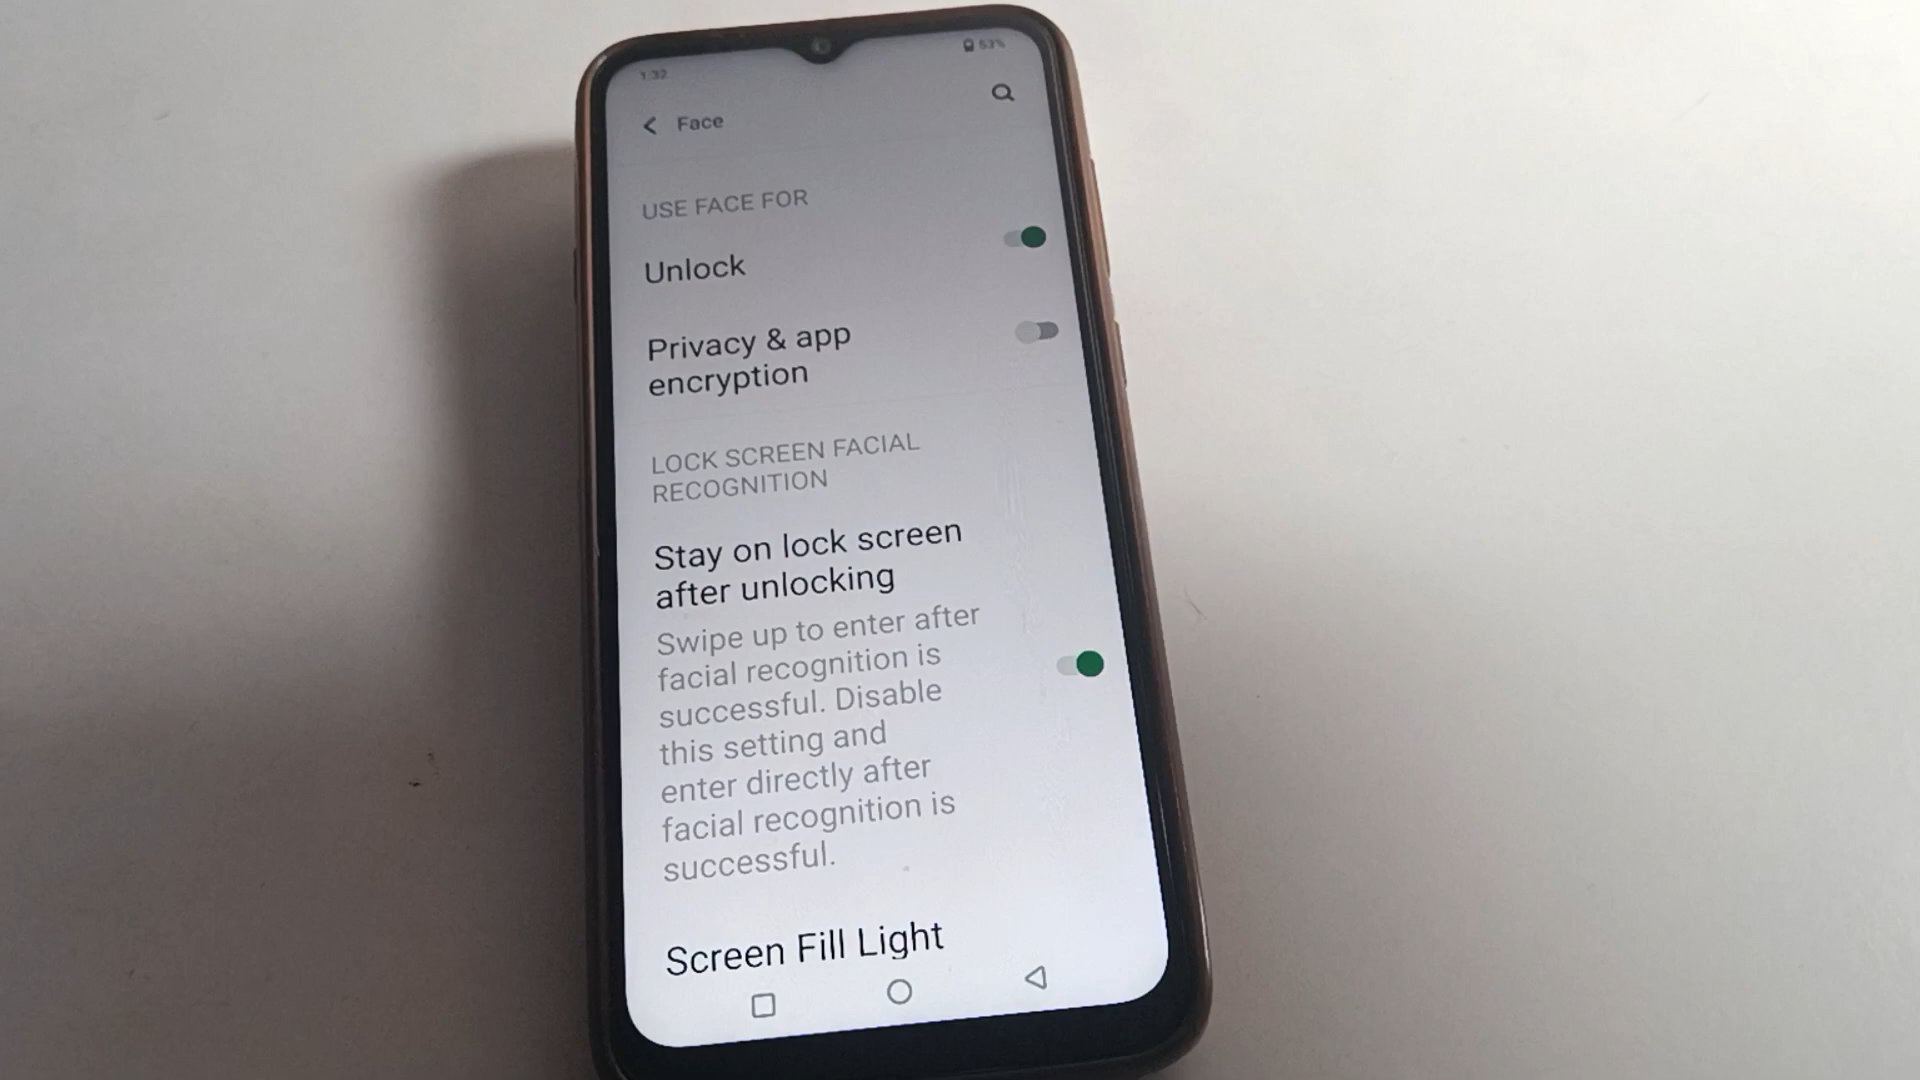 1:32
53%
Face
USE FACE FOR
Unlock
Privacy & app
encryption
LOCK SCREEN FACIAL
RECOGNITION
Stay on lock screen
after unlocking
Swipe up to enter after
facial recognition is
successful. Disable
this setting and
enter directly after
facial recognition is
successful.
Screen Fill Light